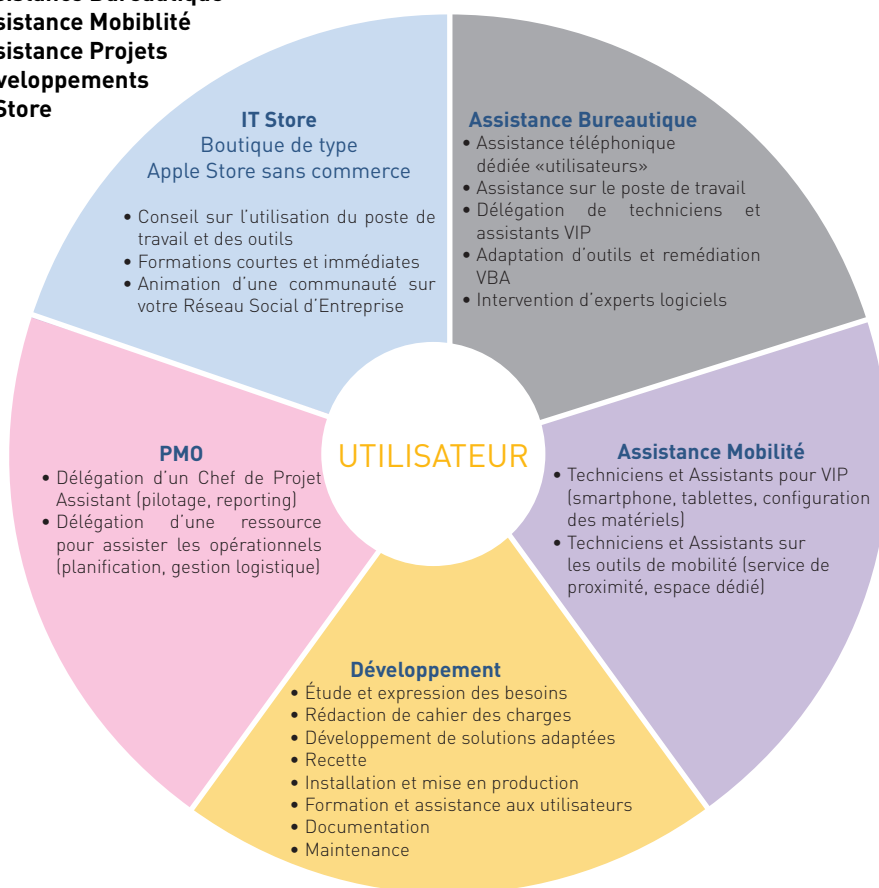 sistance Bureautique
sistance Mobiblité
sistance Projets
veloppements
Store
IT Store
Boutique de type
Apple Store sans commerce
• Conseil sur l'utilisation du poste de
travail et des outils
• Formations courtes et immédiates
• Animation d'une communauté sur
votre Réseau Social d'Entreprise
Assistance Bureautique
• Assistance téléphonique
dédiée «utilisateurs»
• Assistance sur le poste de travail
• Délégation de techniciens et
assistants VIP
• Adaptation d'outils et remédiation
VBA
• Intervention d'experts logiciels
UTILISATEUR
PMO
• Délégation d'un Chef de Projet
Assistant (pilotage, reporting)
• Délégation d'une ressource
pour assister les opérationnels
(planification, gestion logistique)
Assistance Mobilité
• Techniciens et Assistants pour VIP
(smartphone, tablettes, configuration
des matériels)
• Techniciens et Assistants sur
les outils de mobilité (service de
proximité, espace dédié)
Développement
• Étude et expression des besoins
• Rédaction de cahier des charges
• Développement de solutions adaptées
• Recette
• Installation et mise en production
• Formation et assistance aux utilisateurs
• Documentation
• Maintenance